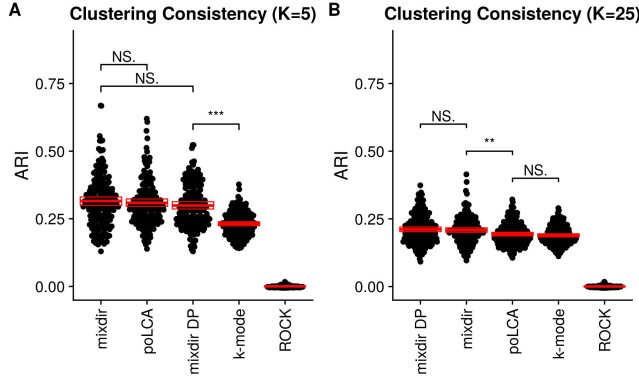 A Clustering Consistency (K=5)
NS.
NS.
***
ARI
0.75
0.50
0.25
0.00
mixdir
poLCA
mixdir DP
k-mode
ROCK
B Clustering Consistency (K=25)
NS.
**
NS.
ARI
0.75
0.50
0.25
0.00
mixdir DP
mixdir
poLCA
k-mode
ROCK